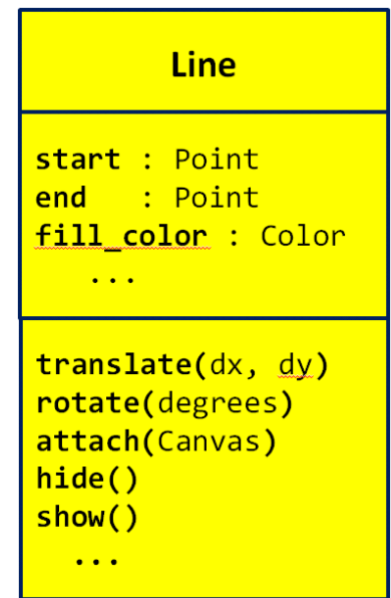 Line
start : Point
end   : Point
fill_color : Color
...
translate(dx, dy)
rotate(degrees)
attach(Canvas)
hide()
show()
...